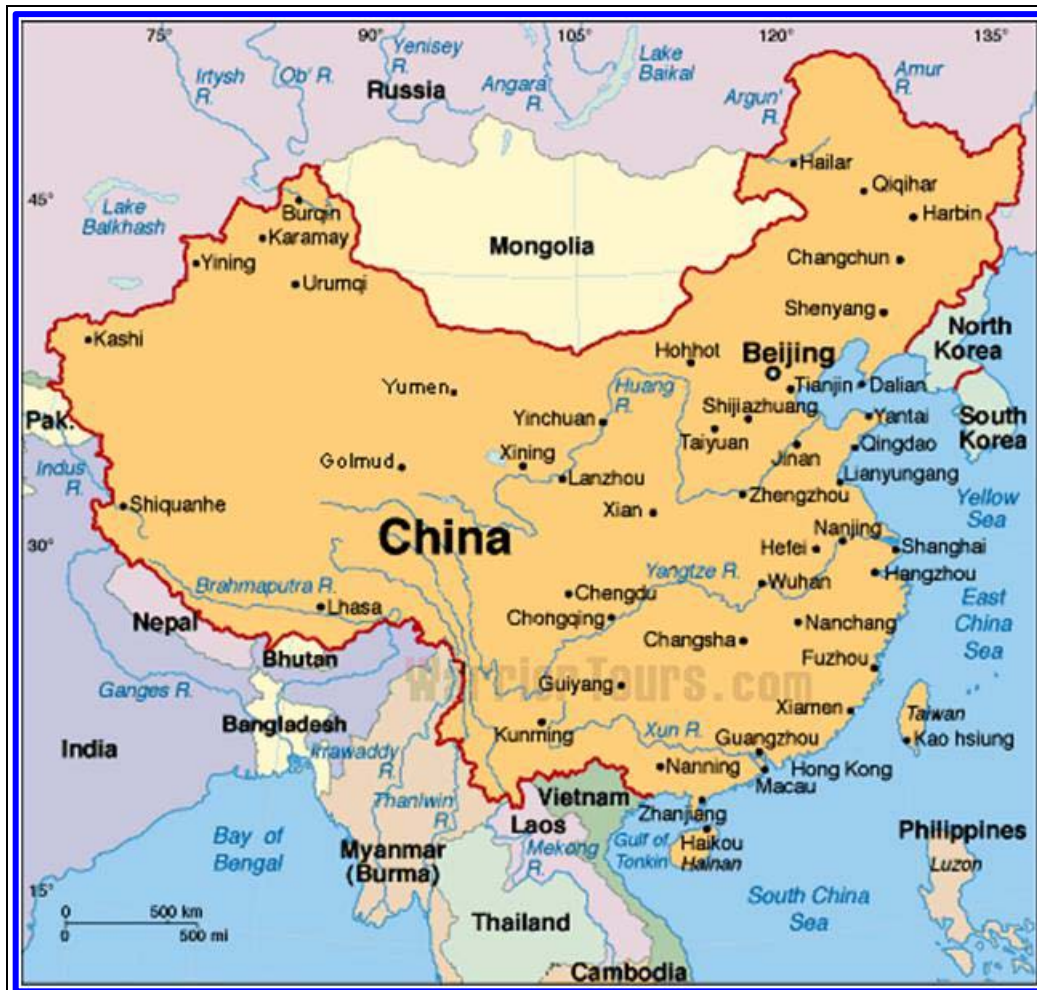 75°
90°
105°
120°
135°
Irtysh
R.
Ob' R.
Yenisey
R.
Angara
R.
Lake
Baikal
Russia
Argun'
R.
Amur
R.
45°
Lake
Balkhash
Burqin
Karamay
Yining
Urumqi
Mongolia
Hailar
Qiqihar
Harbin
Changchun
Shenyang
Kashi
Hohhot
Beijing
North
Korea
Pak.
Yumen
Huang
R.
Tianjin
Dalian
Shijiazhuang
Yinchuan
Taiyuan
Yantai
South
Korea
Indus
R.
Golmud
Xining
Lanzhou
Jinan
Qingdao
Lianyungang
Shiquanhe
Xian
Zhengzhou
Yellow
Sea
30°
China
Nanjing
Hefei
Shanghai
Brahmaputra R.
Yangtze R.
Wuhan
Hangzhou
Lhasa
Chengdu
Chongqing
East
China
Sea
Nepal
Nanchang
Changsha
Bhutan
Fuzhou
WarrierTours.com
Ganges R.
Guiyang
Xiamen
Taiwan
Bangladesh
Kunming
Xun R.
Guangzhou
Kao hsiung
India
Irrawaddy
R.
Nanning
Hong Kong
Macau
Thanlwin
R.
Vietnam
Zhanjiang
Laos
Bay of
Bengal
Myanmar
(Burma)
Mekong
R.
Gulf of
Tonkin
Haikou
Hainan
Philippines
Luzon
15°
South China
Sea
0 500 km
0 500 mi
Thailand
Cambodia